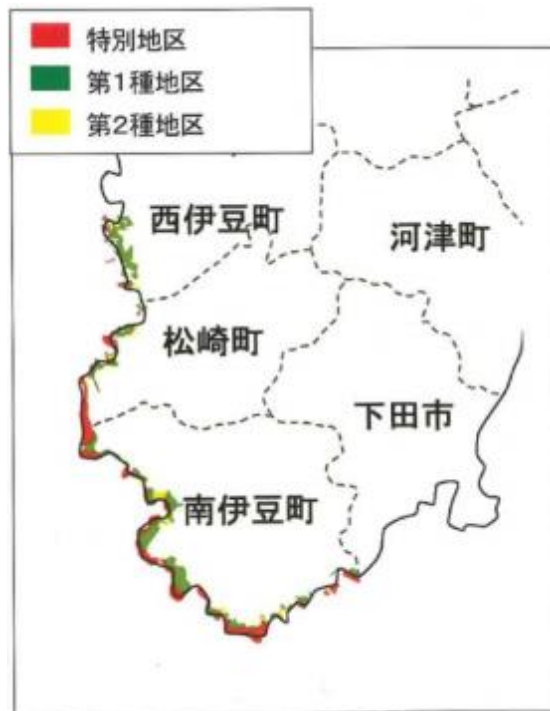 特別地区
第1種地区
第2種地区
西伊豆町
河津町
松崎町
下田市
南伊豆町